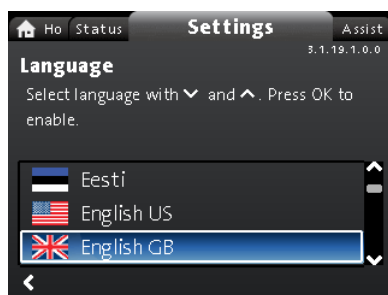 Ho Status Settings Assist
3.1.19.1.0.0
Language
Select language with and . Press OK to
enable.
Eesti
English US
English GB